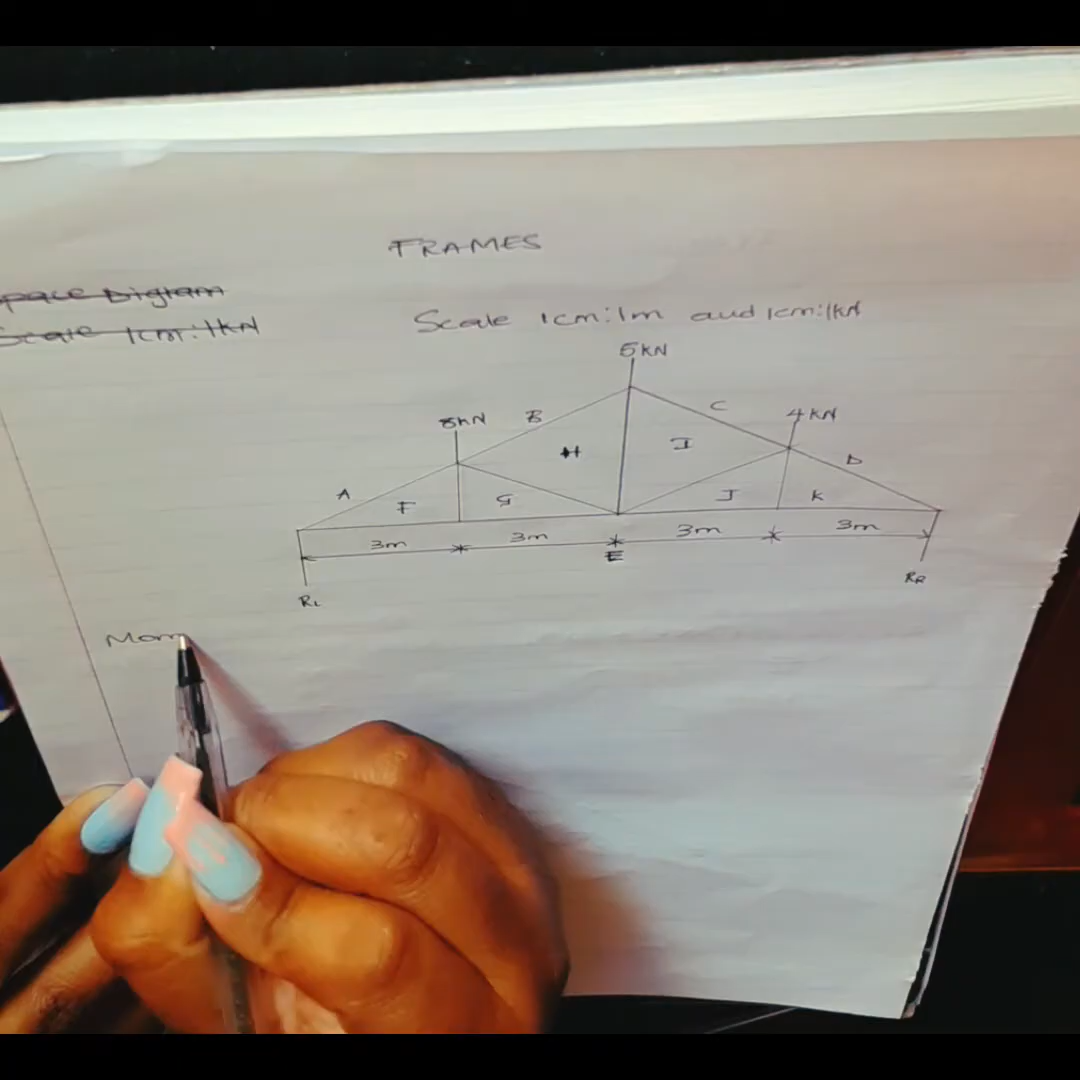 FRAMES
pace Digram
Scale 1cm:1kN
Scale 1cm:1m and 1cm:1kN
5kN
8kN B C 4kN
H I D
A F G J K
3m 3m 3m 3m
E
RL RR
Mom